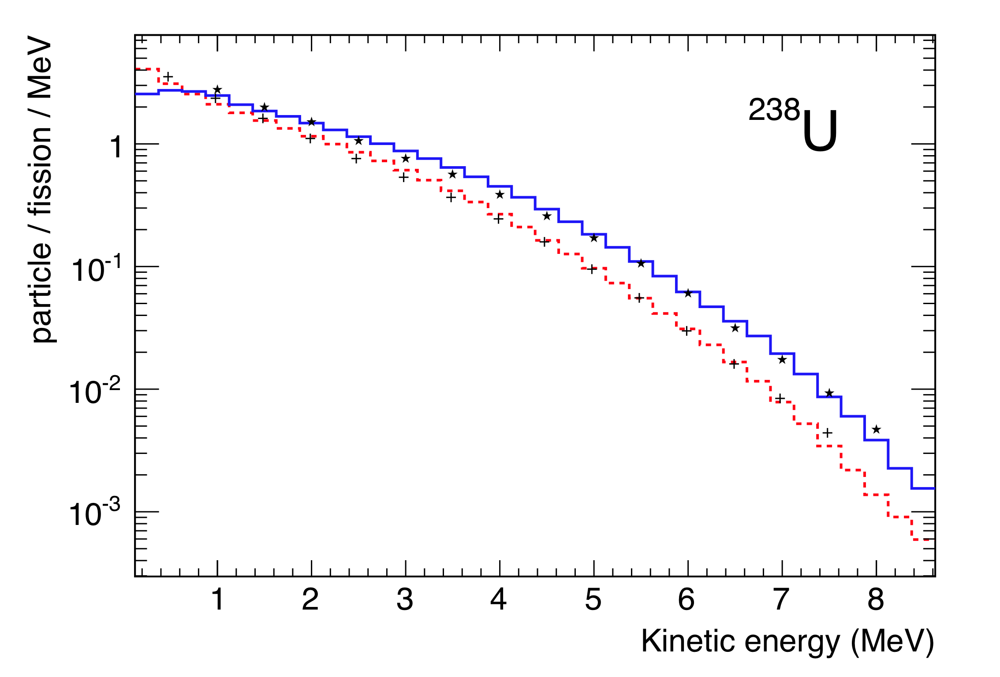 particle / fission / MeV
²³⁸U
1
10⁻¹
10⁻²
10⁻³
1 2 3 4 5 6 7 8
Kinetic energy (MeV)